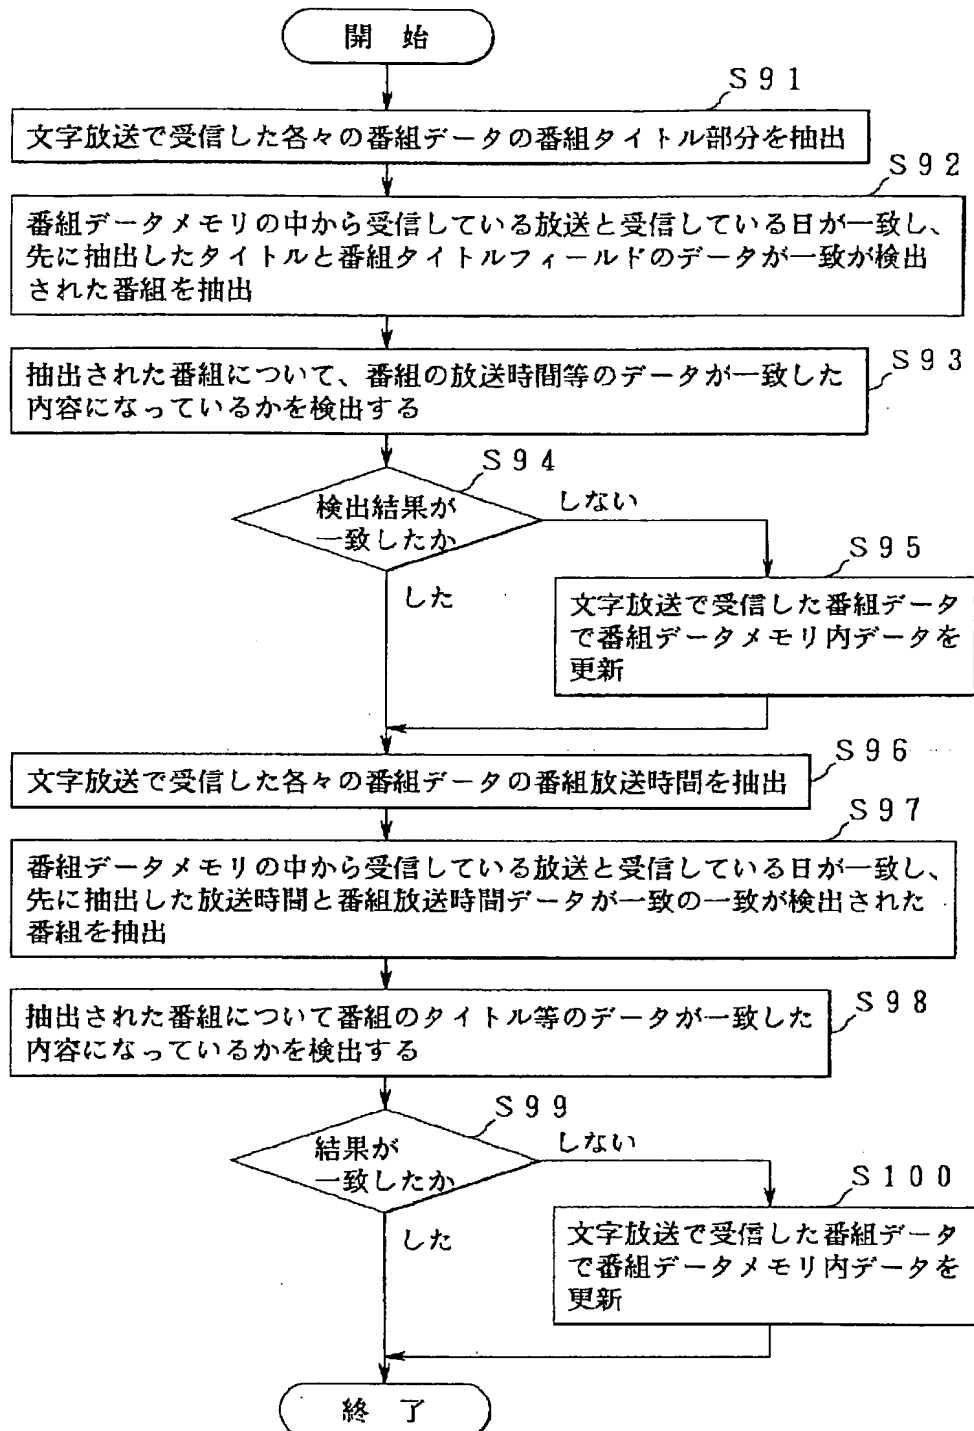 開 始
S91
文字放送で受信した各々の番組データの番組タイトル部分を抽出
S92
番組データメモリの中から受信している放送と受信している日が一致し、
先に抽出したタイトルと番組タイトルフィールドのデータが一致が検出
された番組を抽出
S93
抽出された番組について、番組の放送時間等のデータが一致した
内容になっているかを検出する
S94
検出結果が
一致したか
しない
した
S95
文字放送で受信した番組データ
で番組データメモリ内データを
更新
S96
文字放送で受信した各々の番組データの番組放送時間を抽出
S97
番組データメモリの中から受信している放送と受信している日が一致し、
先に抽出した放送時間と番組放送時間データが一致の一致が検出された
番組を抽出
S98
抽出された番組について番組のタイトル等のデータが一致した
内容になっているかを検出する
S99
結果が
一致したか
しない
した
S100
文字放送で受信した番組データ
で番組データメモリ内データを
更新
終 了